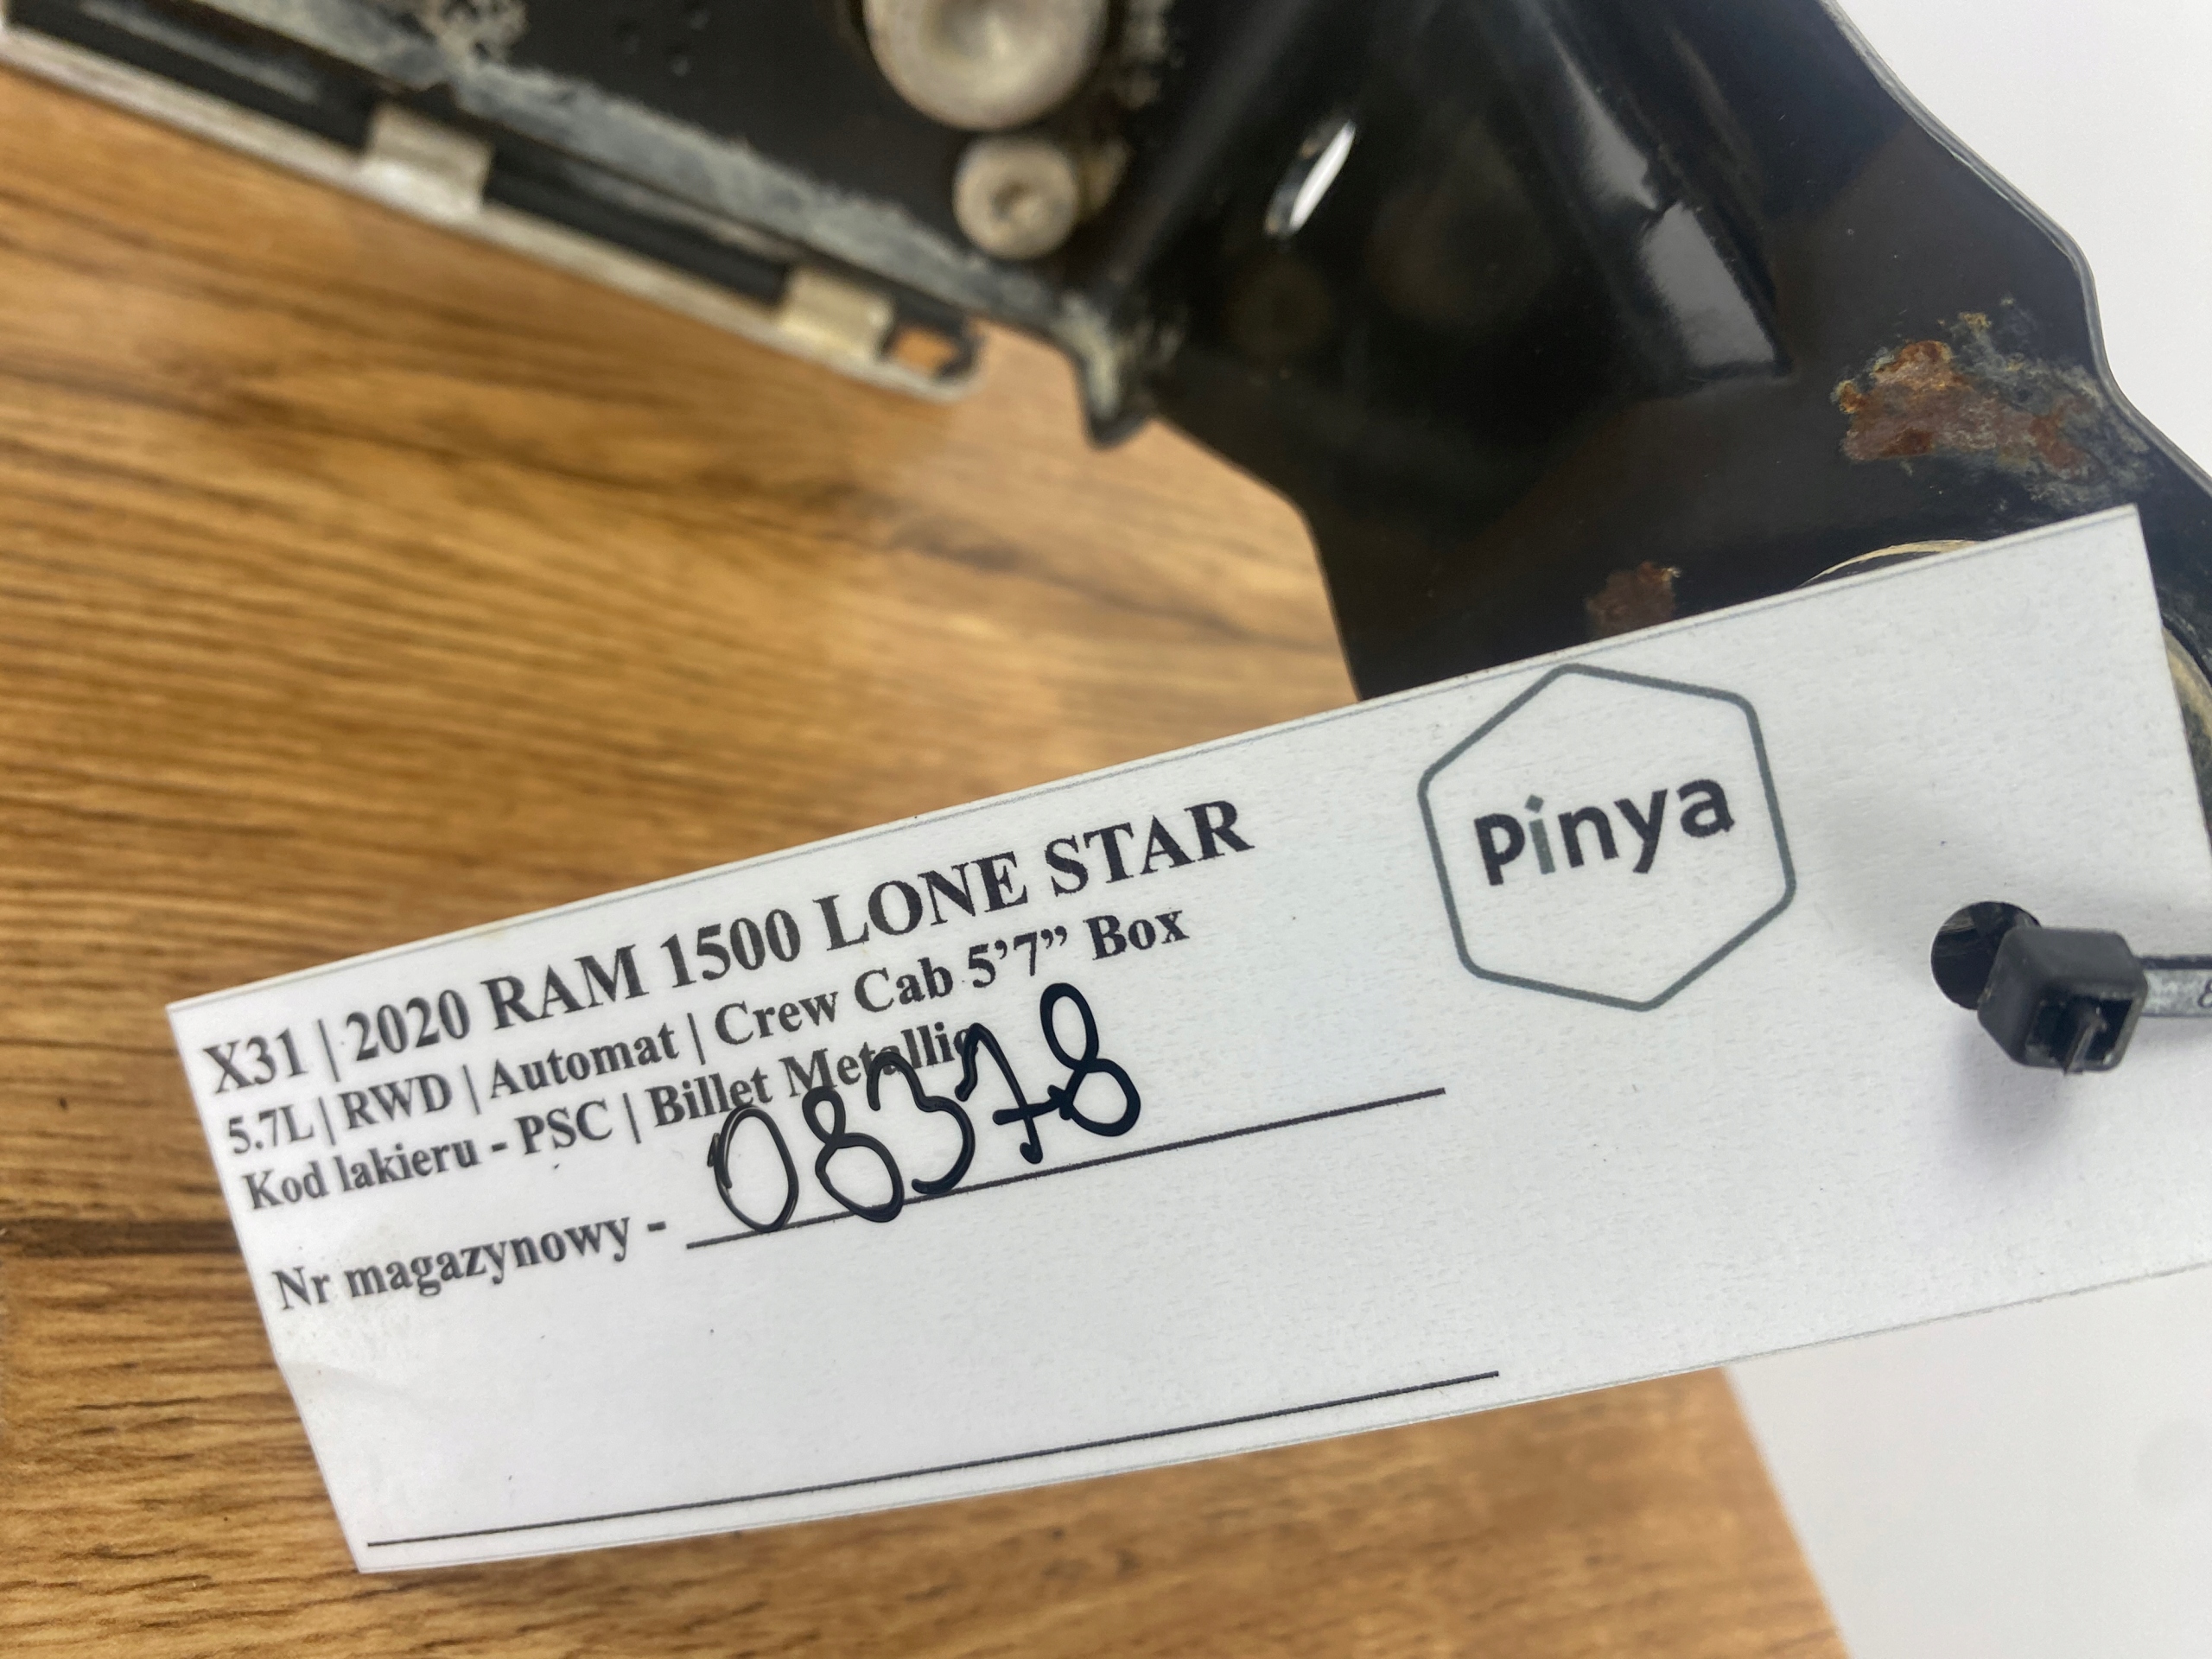 Pinya
X31 | 2020 RAM 1500 LONE STAR
5.7L | RWD | Automat | Crew Cab 5’7” Box
Kod lakieru - PSC | Billet Metallic
Nr magazynowy - 08378